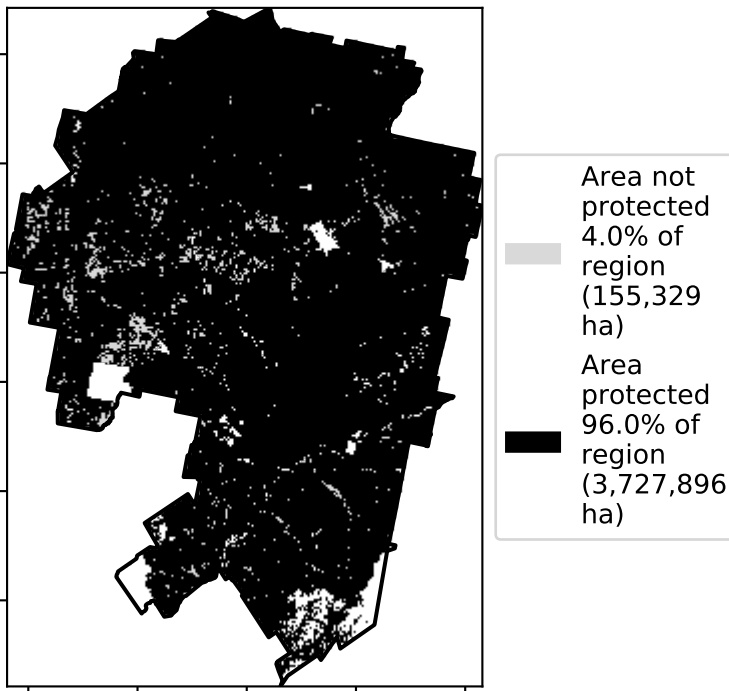 Area not
protected
4.0% of
region
(155,329
ha)
Area
protected
96.0% of
region
(3,727,896
ha)